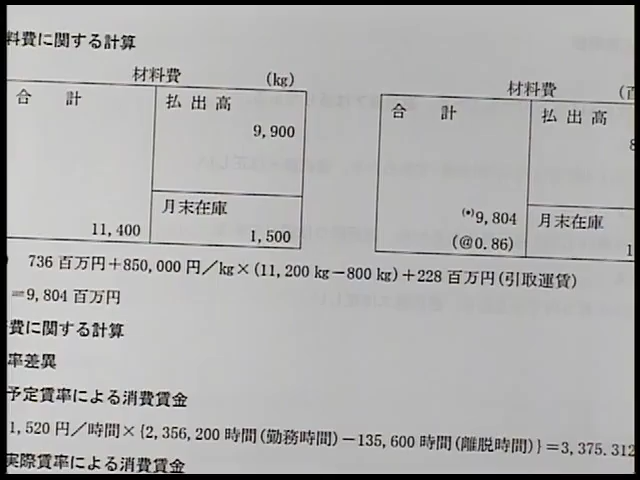 料費に関する計算
材料費 (kg)
合 計 払出高
9,900
月末在庫
11,400 1,500
材料費
合 計 払出高
(*)9,804 月末在庫
(@0.86)
736 百万円+850,000 円/kg×(11,200 kg−800 kg)+228 百万円(引取運賃)
=9,804 百万円
費に関する計算
率差異
予定賃率による消費賃金
1,520 円/時間×{2,356,200 時間(勤務時間)−135,600 時間(離脱時間)}=3,375.312
実際賃率による消費賃金